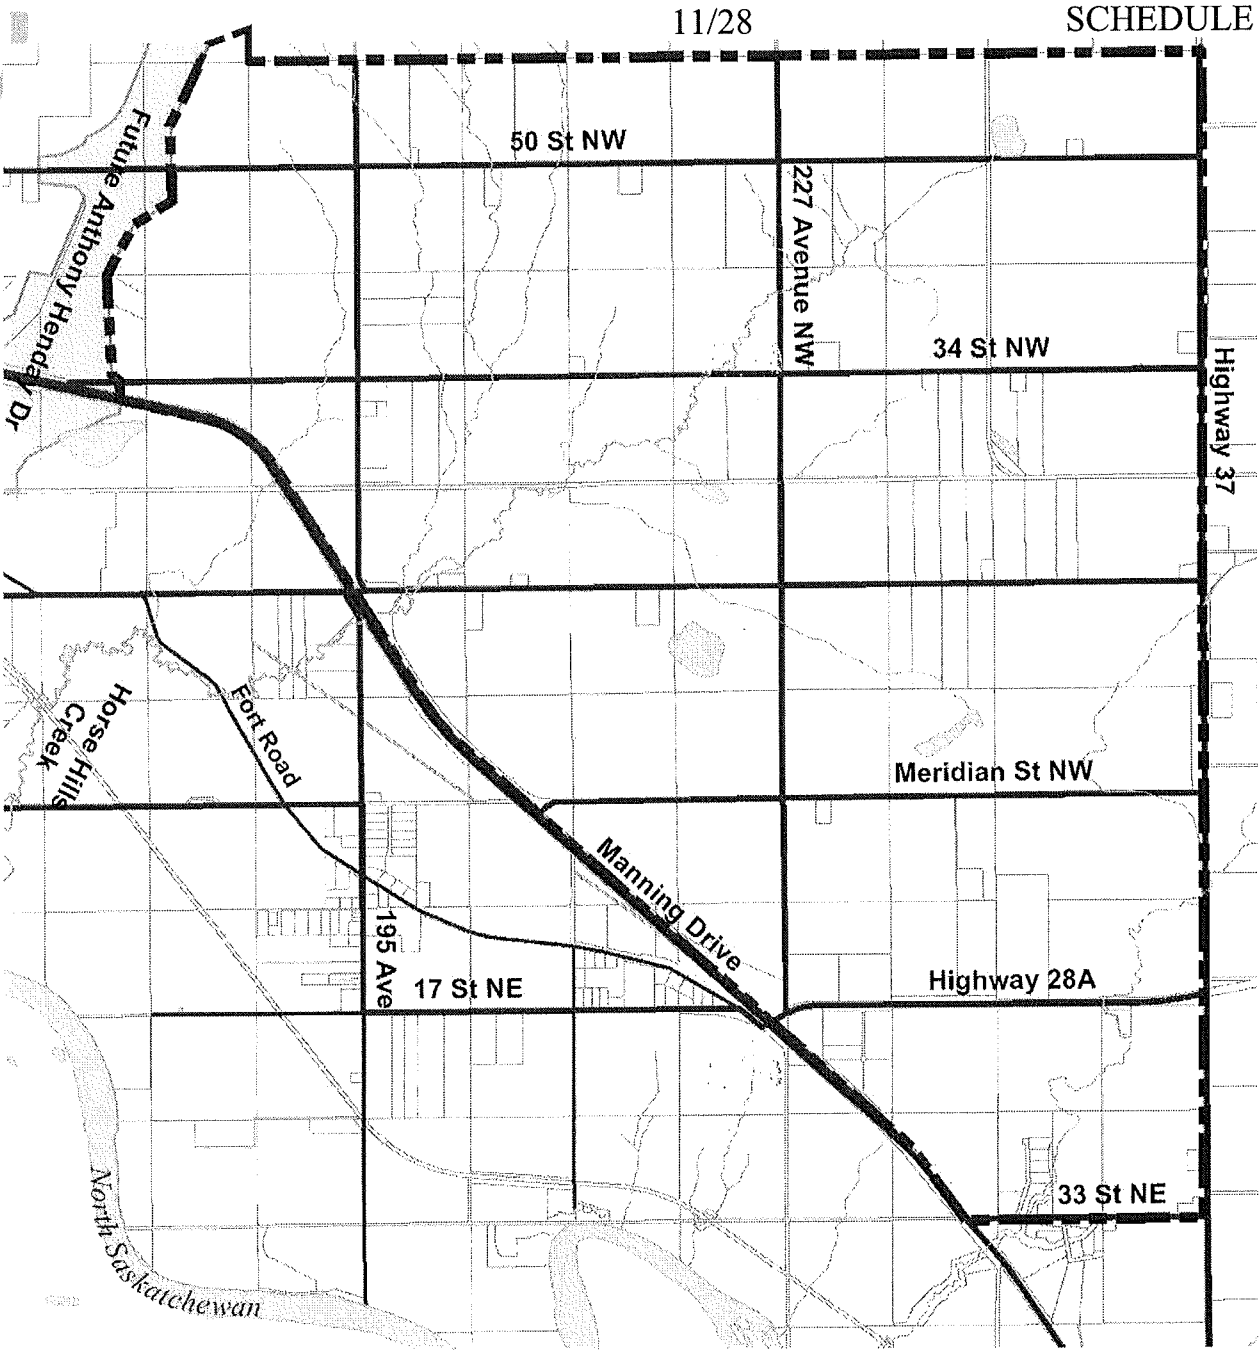 11/28
SCHEDULE
50 St NW
Future Anthony Henday Dr
227 Avenue NW
34 St NW
Highway 37
Horse Hills
Creek
Fort Road
Meridian St NW
Manning Drive
195 Ave
17 St NE
Highway 28A
33 St NE
North Saskatchewan